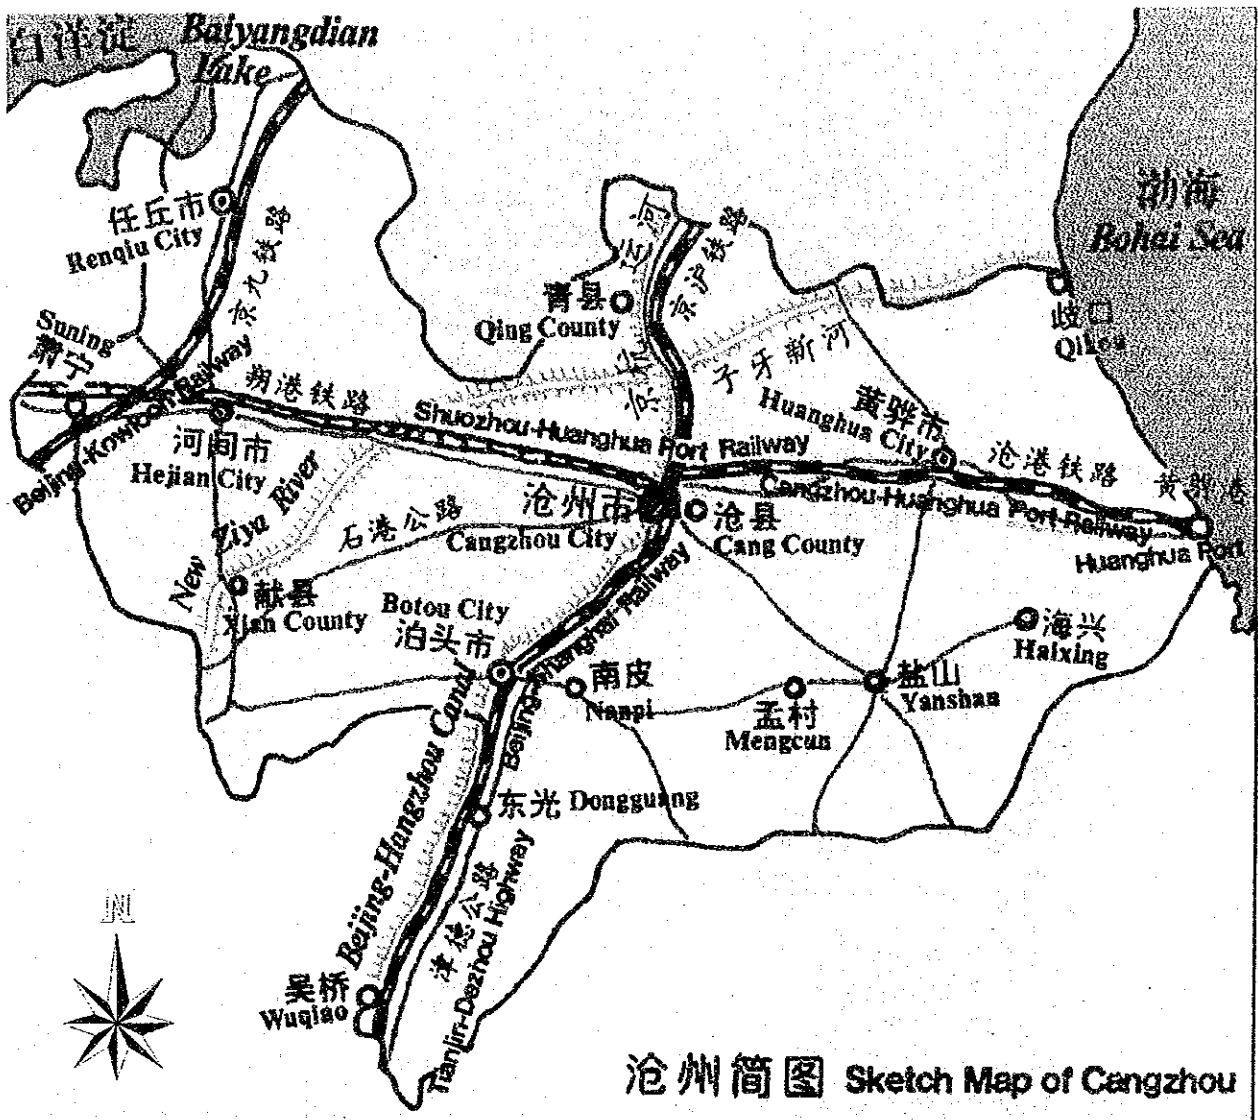 白洋淀
Baiyangdian
Lake
渤海
Bohai Sea
任丘市
Renqiu City
京九铁路
京杭运河
京沪铁路
青县
Qing County
歧口
Qikou
子牙新河
Suning
肃宁
朔港铁路
Shuozhou-Huanghua Port Railway
黄骅市
Huanghua City
沧港铁路
Cangzhou-Huanghua Port Railway
黄骅港
Huanghua Port
Beijing-Knwloon Railway
河间市
Hejian City
New Ziya River
石港公路
沧州市
Cangzhou City
沧县
Cang County
献县
Xian County
Botou City
泊头市
Beijing-Shanghai Railway
南皮
Nanpi
孟村
Mengcun
盐山
Yanshan
海兴
Haixing
Beijing-Hangzhou Canal
东光 Dongguang
津德公路
Tianjin-Dezhou Highway
吴桥
Wuqiao
北
沧州简图 Sketch Map of Cangzhou